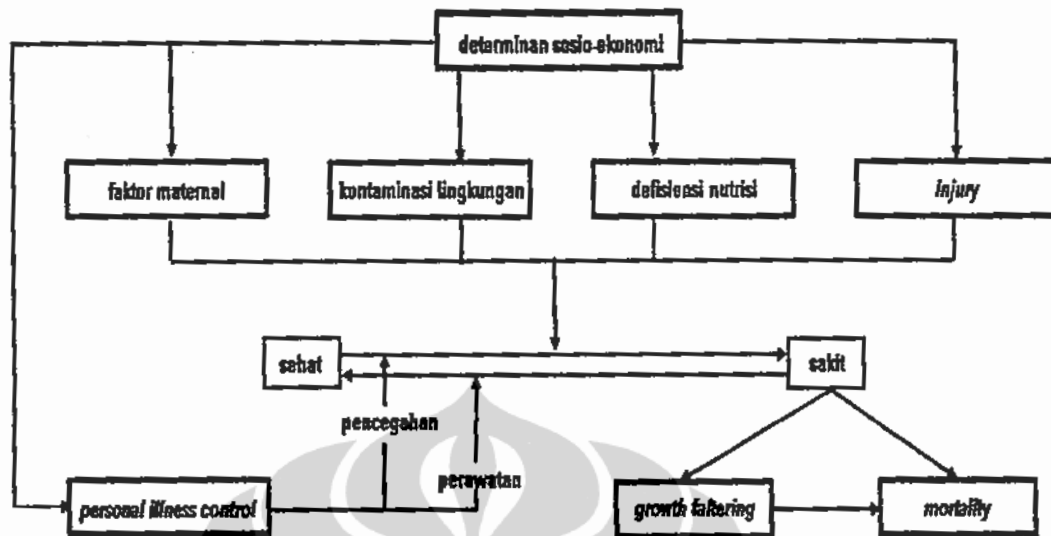 determinan sosio-ekonomi
faktor maternal
kontaminasi lingkungan
defisiensi nutrisi
injury
sehat
sakit
pencegahan
perawatan
personal illness control
growth faltering
mortality